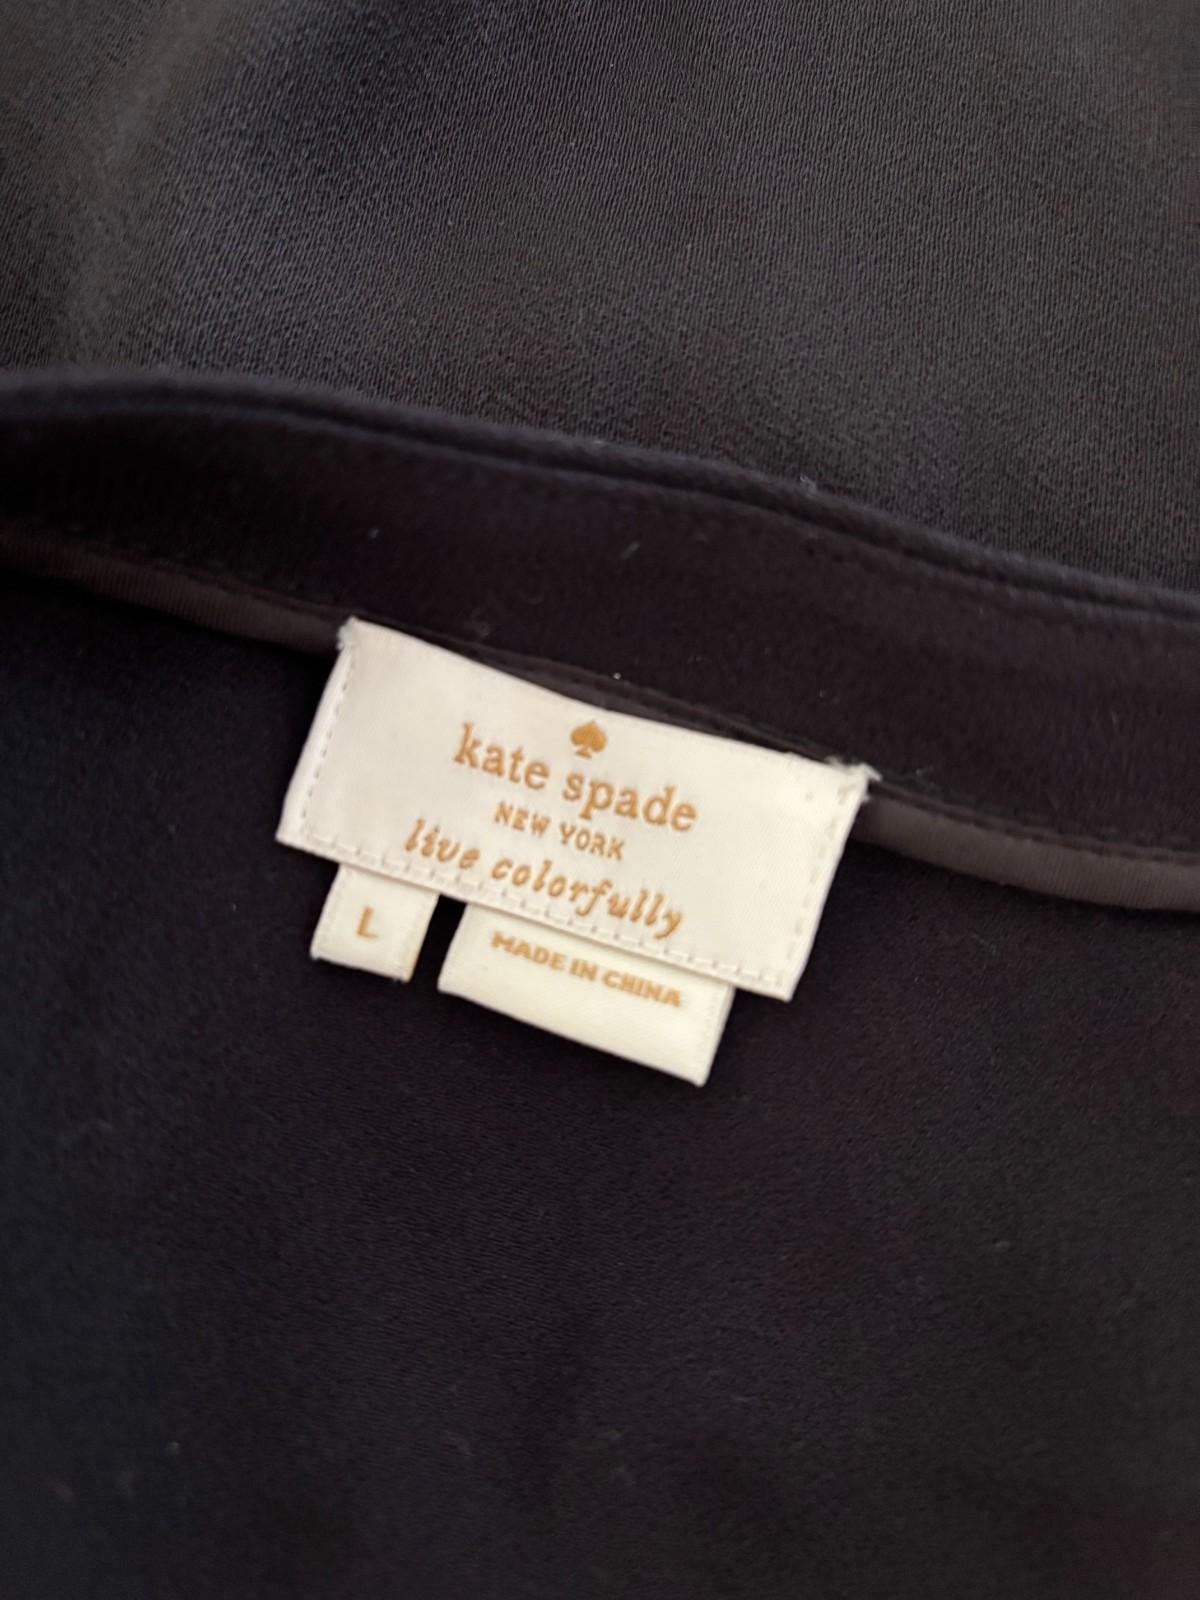 kate spade
NEW YORK
live colorfully
L
MADE IN CHINA